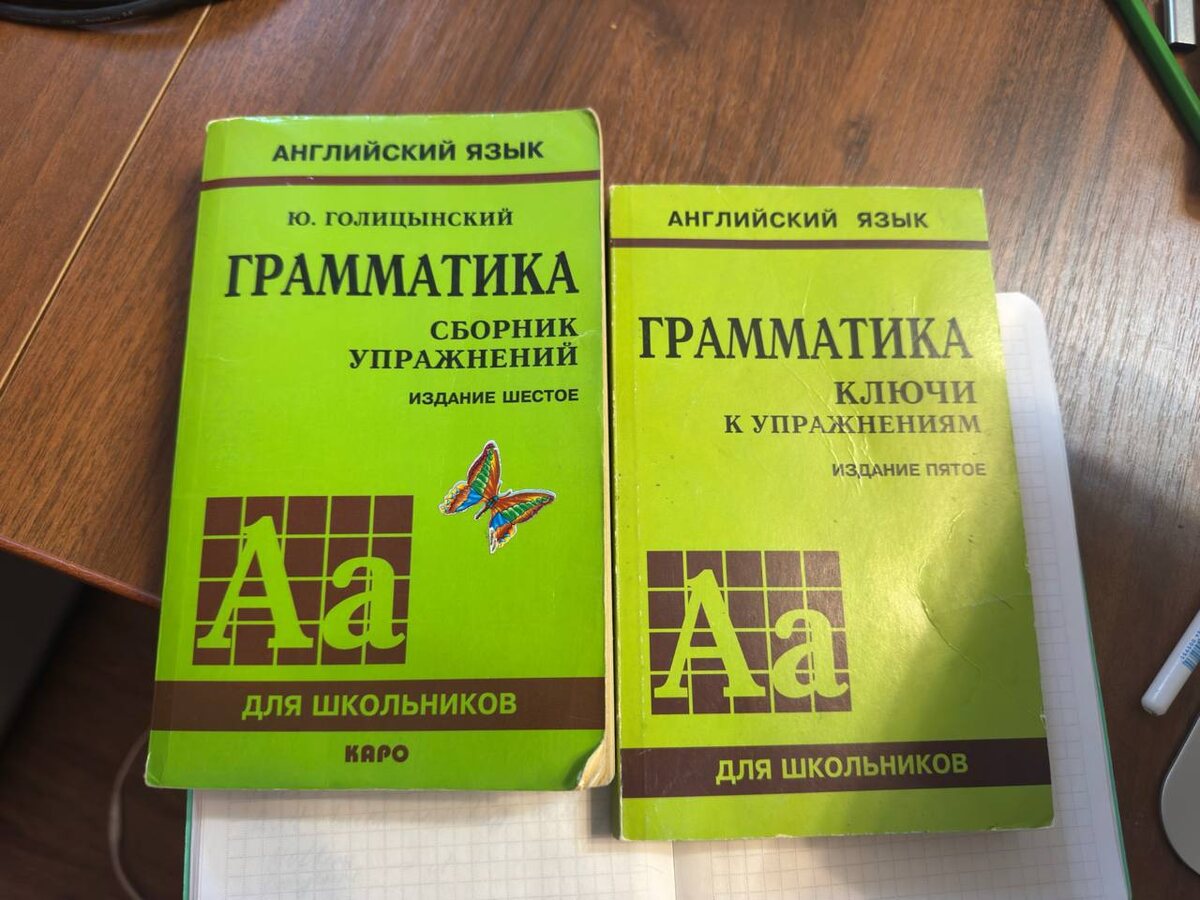 АНГЛИЙСКИЙ ЯЗЫК
Ю. ГОЛИЦЫНСКИЙ
ГРАММАТИКА
СБОРНИК
УПРАЖНЕНИЙ
ИЗДАНИЕ ШЕСТОЕ
Aa
ДЛЯ ШКОЛЬНИКОВ
КАРО
АНГЛИЙСКИЙ ЯЗЫК
ГРАММАТИКА
КЛЮЧИ
К УПРАЖНЕНИЯМ
ИЗДАНИЕ ПЯТОЕ
Aa
ДЛЯ ШКОЛЬНИКОВ